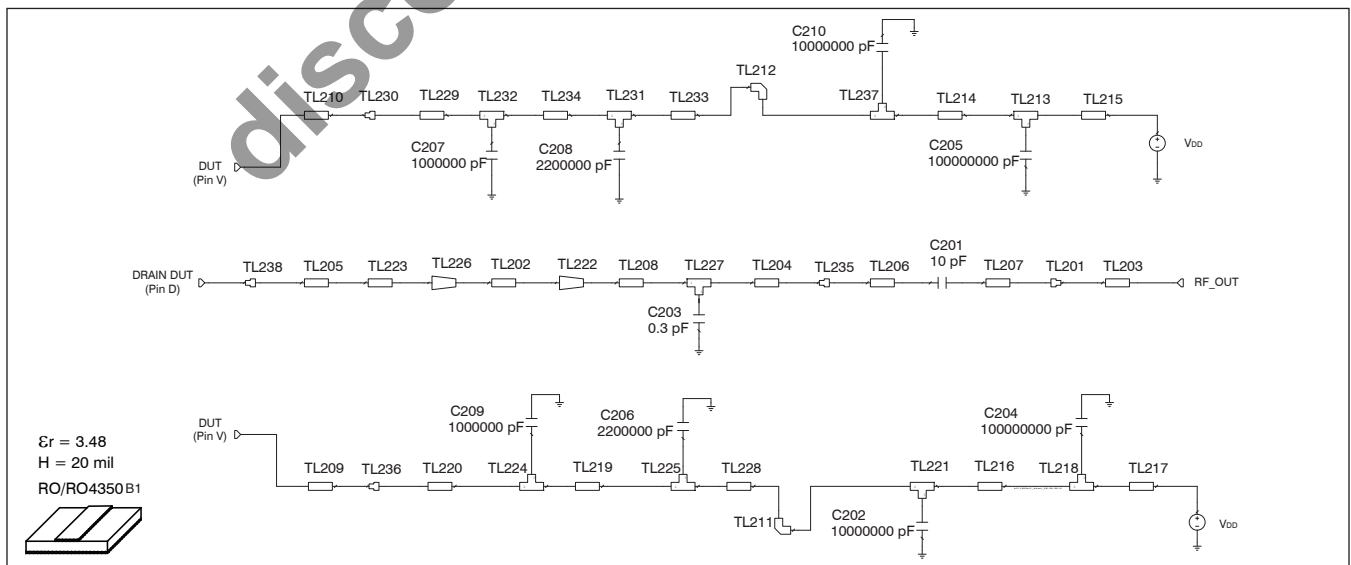 disco
C210
10000000 pF
TL212
TL210 TL230 TL229 TL232 TL234 TL231 TL233 TL237 TL214 TL213 TL215
C207
1000000 pF
C208
2200000 pF
C205
100000000 pF
VDD
DUT
(Pin V)
C201
10 pF
DRAIN DUT
(Pin D)
TL238 TL205 TL223 TL226 TL202 TL222 TL208 TL227 TL204 TL235 TL206 TL207 TL201 TL203
RF_OUT
C203
0.3 pF
C209
1000000 pF
C206
2200000 pF
C204
100000000 pF
DUT
(Pin V)
TL209 TL236 TL220 TL224 TL219 TL225 TL228 TL221 TL216 TL218 TL217
TL211
C202
10000000 pF
VDD
Ɛr = 3.48
H = 20 mil
RO/RO4350B1